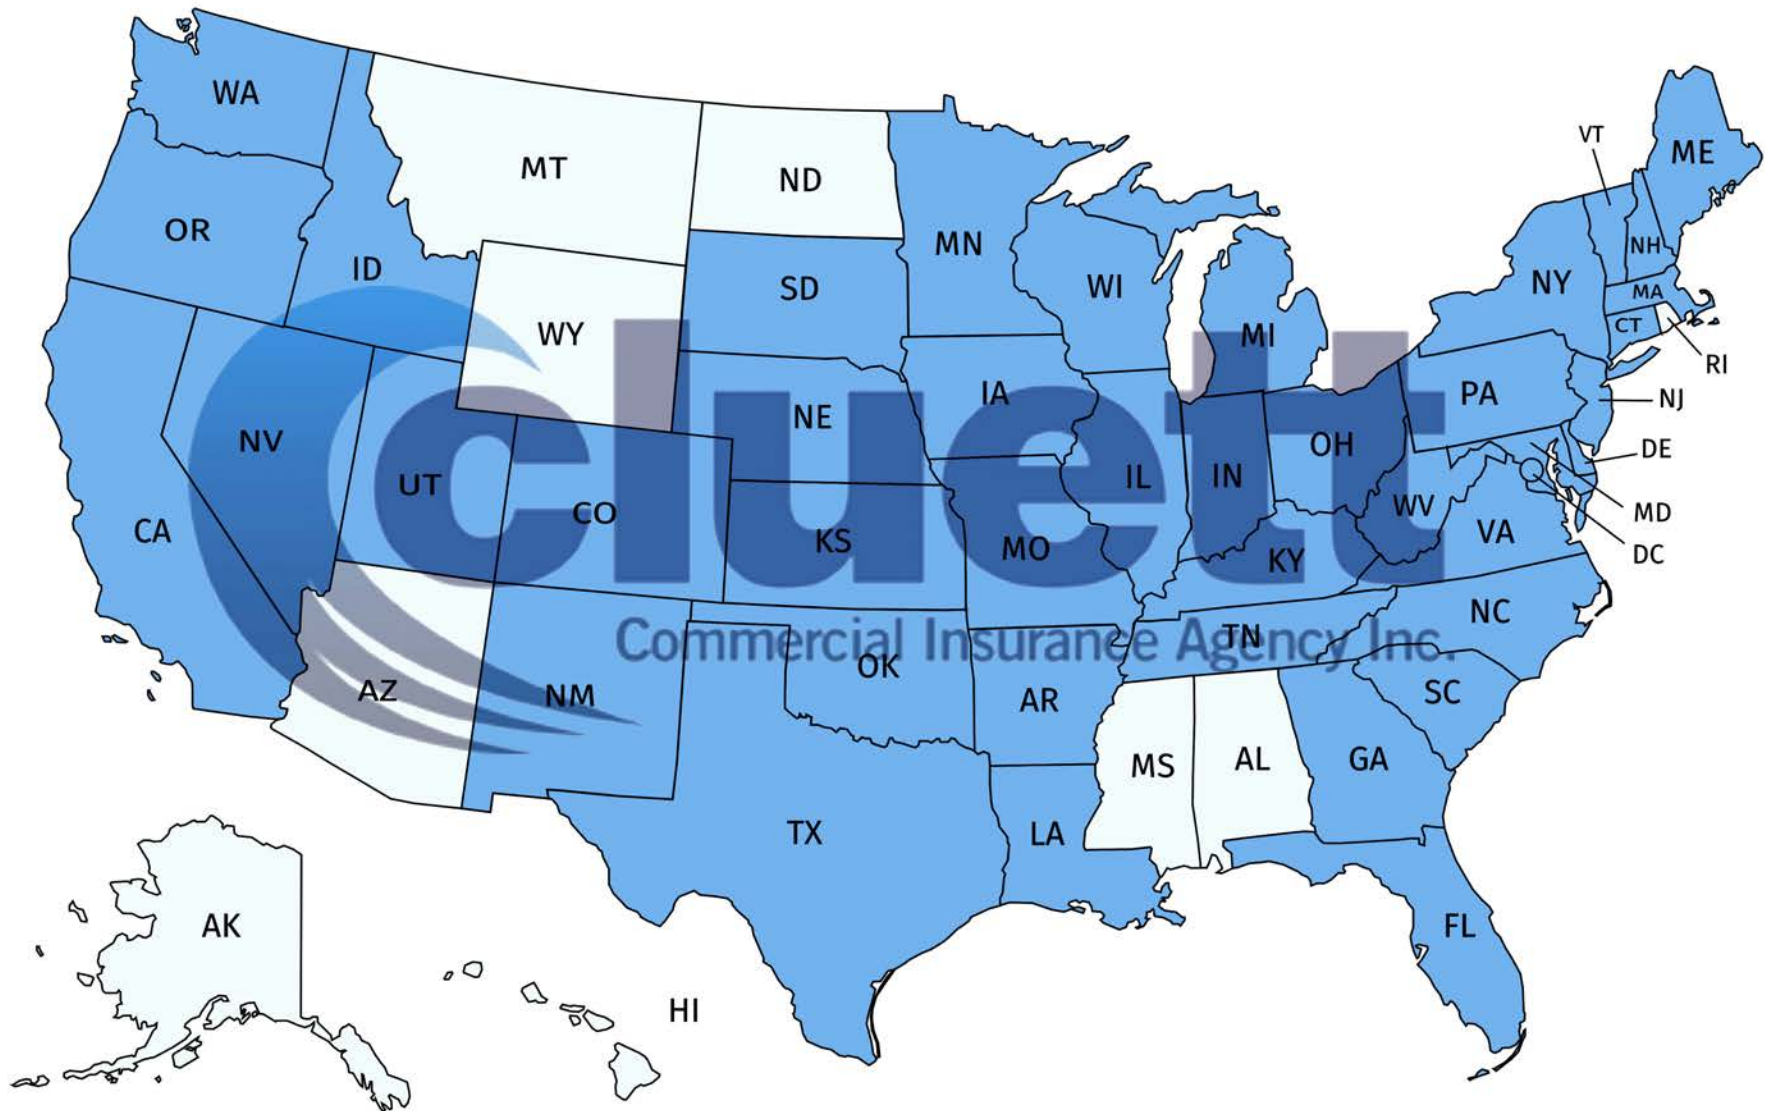 WA
MT
ND
VT
ME
OR
ID
MN
NH
SD
WI
NY
MA
CT
WY
MI
RI
IA
PA
NJ
NE
NV
OH
DE
UT
IL
IN
CO
WV
MD
CA
KS
MO
VA
DC
KY
cluett
NC
TN
Commercial Insurance Agency Inc.
OK
AZ
NM
AR
SC
MS
AL
GA
TX
LA
AK
FL
HI